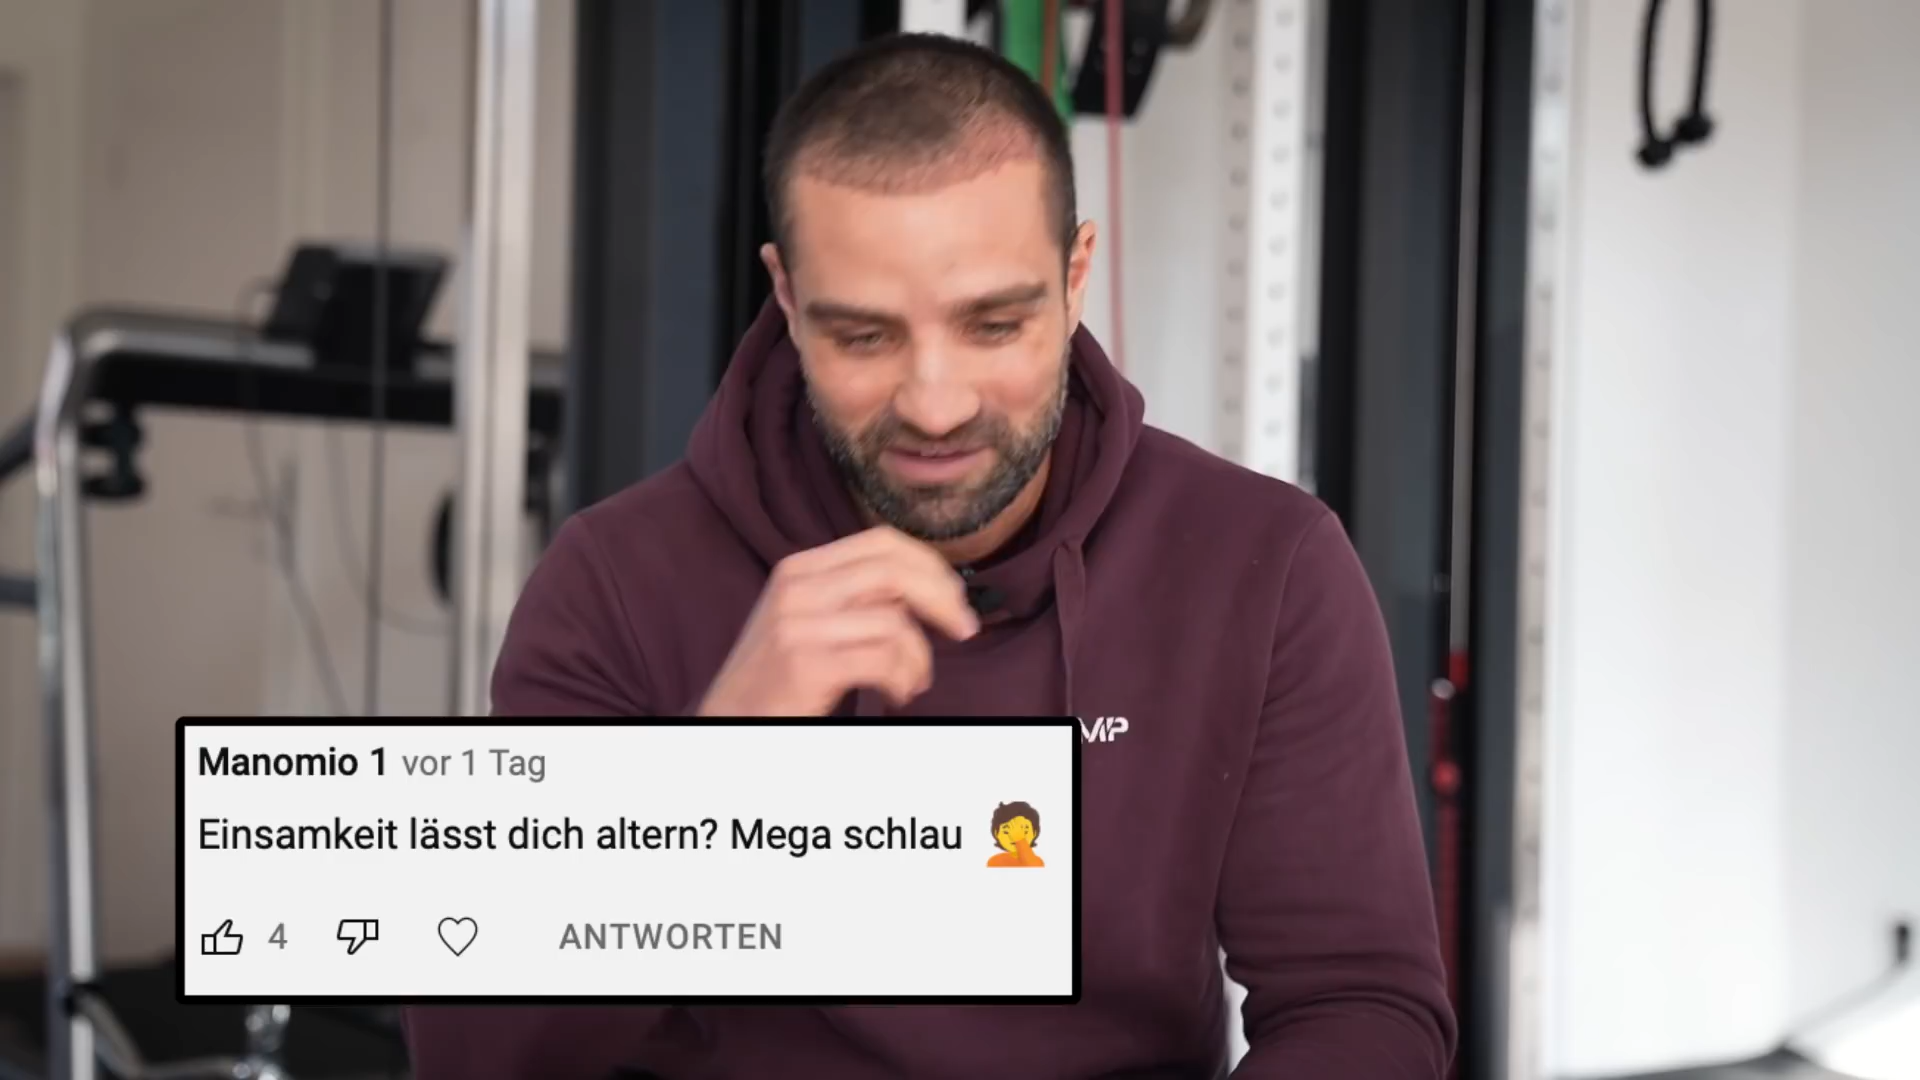 MP
Manomio 1 vor 1 Tag
Einsamkeit lässt dich altern? Mega schlau 🤦
4
ANTWORTEN